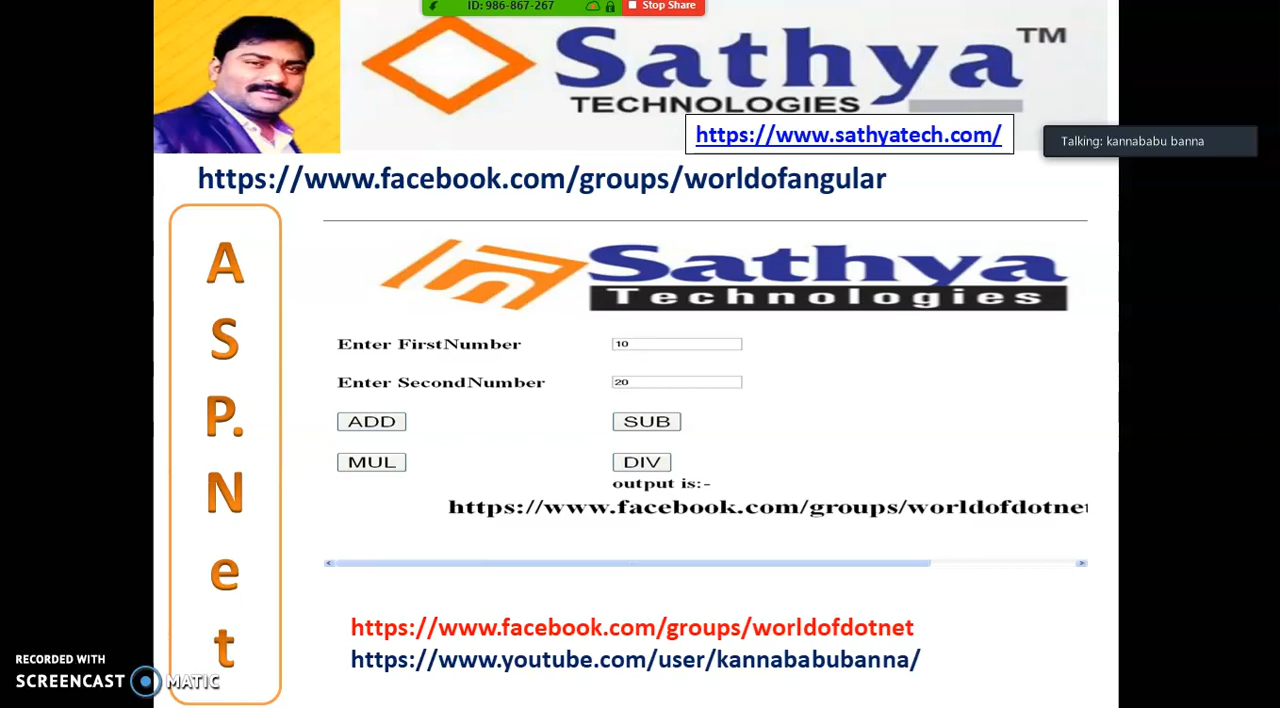 ID: 986-867-267
Stop Share
Sathya TM
TECHNOLOGIES
https://www.sathyatech.com/
Talking: kannababu banna
https://www.facebook.com/groups/worldofangular
A
S
P.
N
e
t
Sathya
Technologies
Enter FirstNumber 10
Enter SecondNumber 20
ADD SUB
MUL DIV
output is:-
https://www.facebook.com/groups/worldofdotnet
https://www.facebook.com/groups/worldofdotnet
https://www.youtube.com/user/kannababubanna/
RECORDED WITH
SCREENCAST MATIC